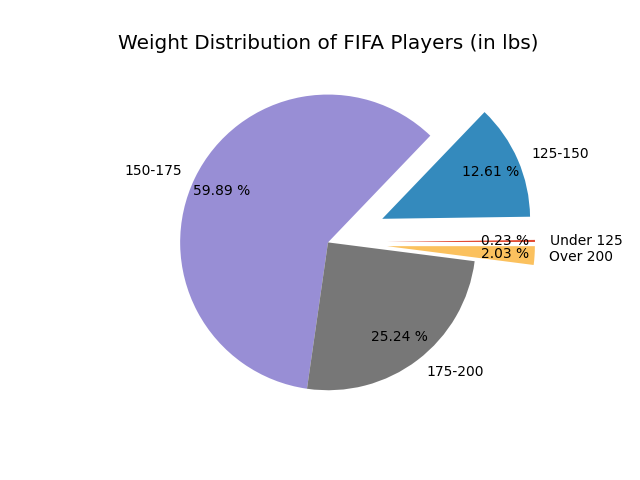 Weight Distribution of FIFA Players (in lbs)
125-150
150-175
12.61 %
59.89 %
0.23 %
Under 125
2.03 %
Over 200
25.24 %
175-200